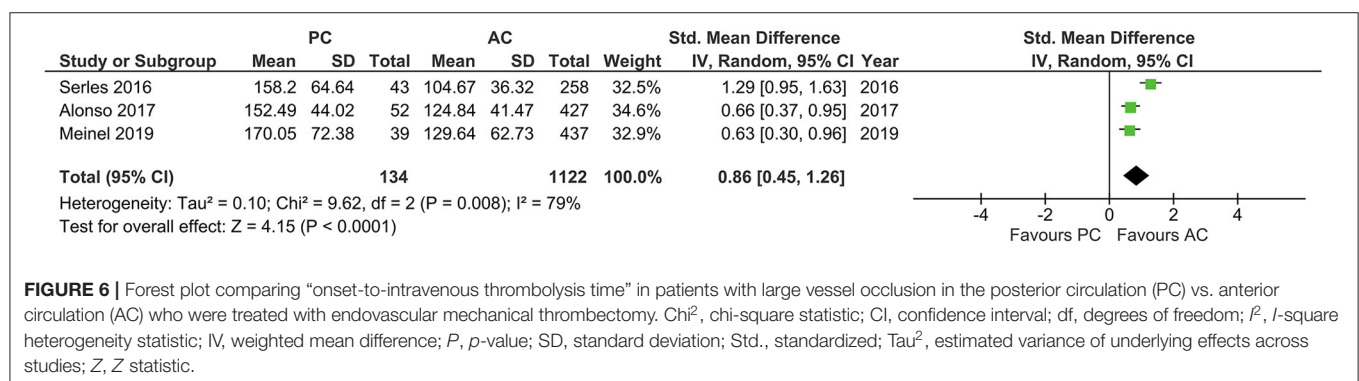 PC AC Std. Mean Difference Std. Mean Difference
Study or Subgroup Mean SD Total Mean SD Total Weight IV, Random, 95% CI Year IV, Random, 95% CI
Serles 2016 158.2 64.64 43 104.67 36.32 258 32.5% 1.29 [0.95, 1.63] 2016
Alonso 2017 152.49 44.02 52 124.84 41.47 427 34.6% 0.66 [0.37, 0.95] 2017
Meinel 2019 170.05 72.38 39 129.64 62.73 437 32.9% 0.63 [0.30, 0.96] 2019
Total (95% CI) 134 1122 100.0% 0.86 [0.45, 1.26]
Heterogeneity: Tau² = 0.10; Chi² = 9.62, df = 2 (P = 0.008); I² = 79%
Test for overall effect: Z = 4.15 (P < 0.0001)
-4 -2 0 2 4
Favours PC Favours AC
FIGURE 6 | Forest plot comparing “onset-to-intravenous thrombolysis time” in patients with large vessel occlusion in the posterior circulation (PC) vs. anterior
circulation (AC) who were treated with endovascular mechanical thrombectomy. Chi², chi-square statistic; CI, confidence interval; df, degrees of freedom; I², I-square
heterogeneity statistic; IV, weighted mean difference; P, p-value; SD, standard deviation; Std., standardized; Tau², estimated variance of underlying effects across
studies; Z, Z statistic.